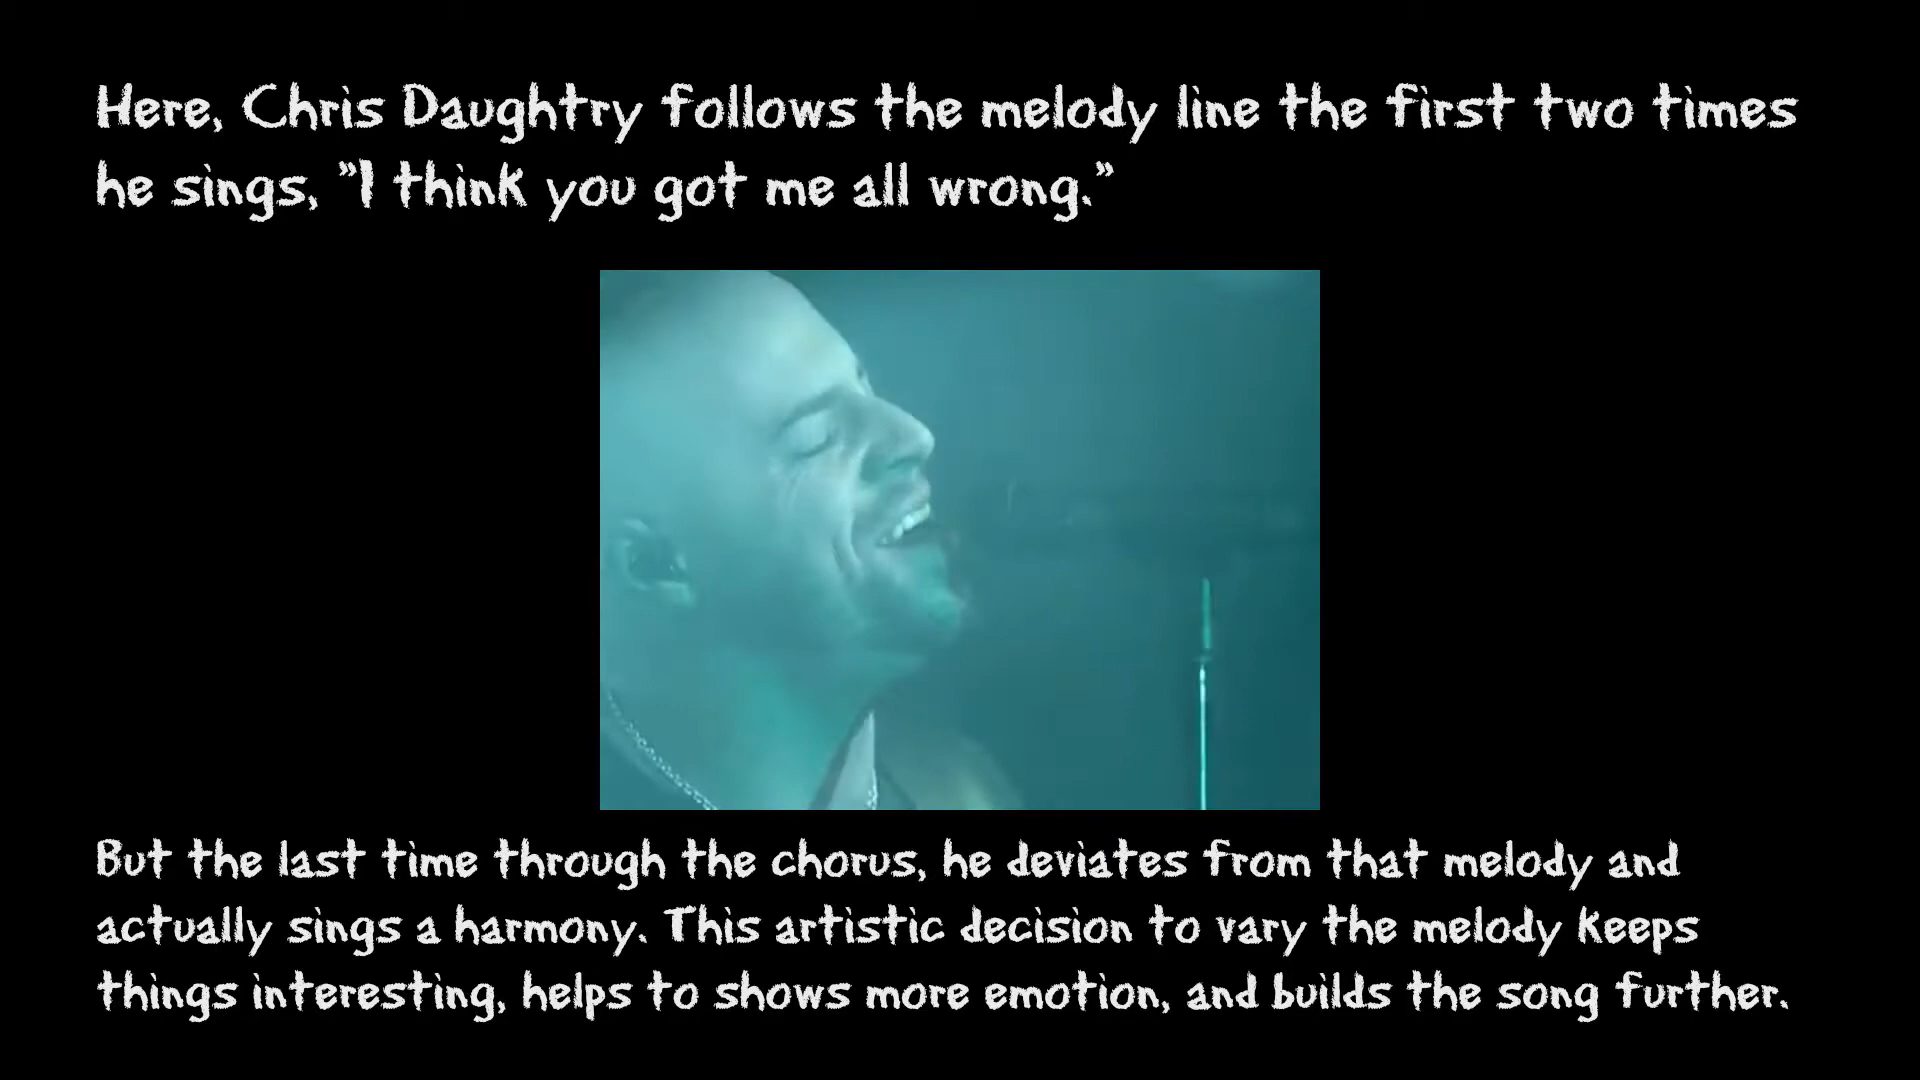 Here, Chris Daughtry follows the melody line the first two times
he sings, "I think you got me all wrong."
But the last time through the chorus, he deviates from that melody and
actually sings a harmony. This artistic decision to vary the melody keeps
things interesting, helps to shows more emotion, and builds the song further.